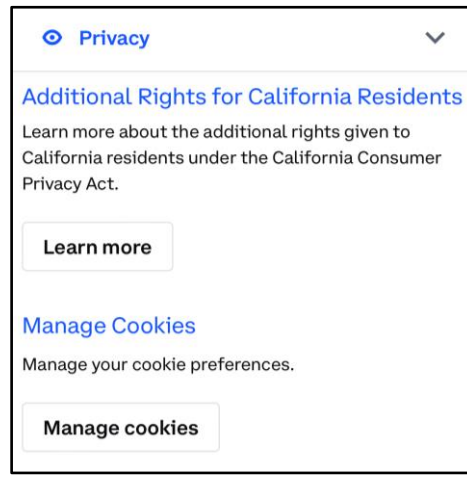 Privacy
Additional Rights for California Residents
Learn more about the additional rights given to
California residents under the California Consumer
Privacy Act.
Learn more
Manage Cookies
Manage your cookie preferences.
Manage cookies